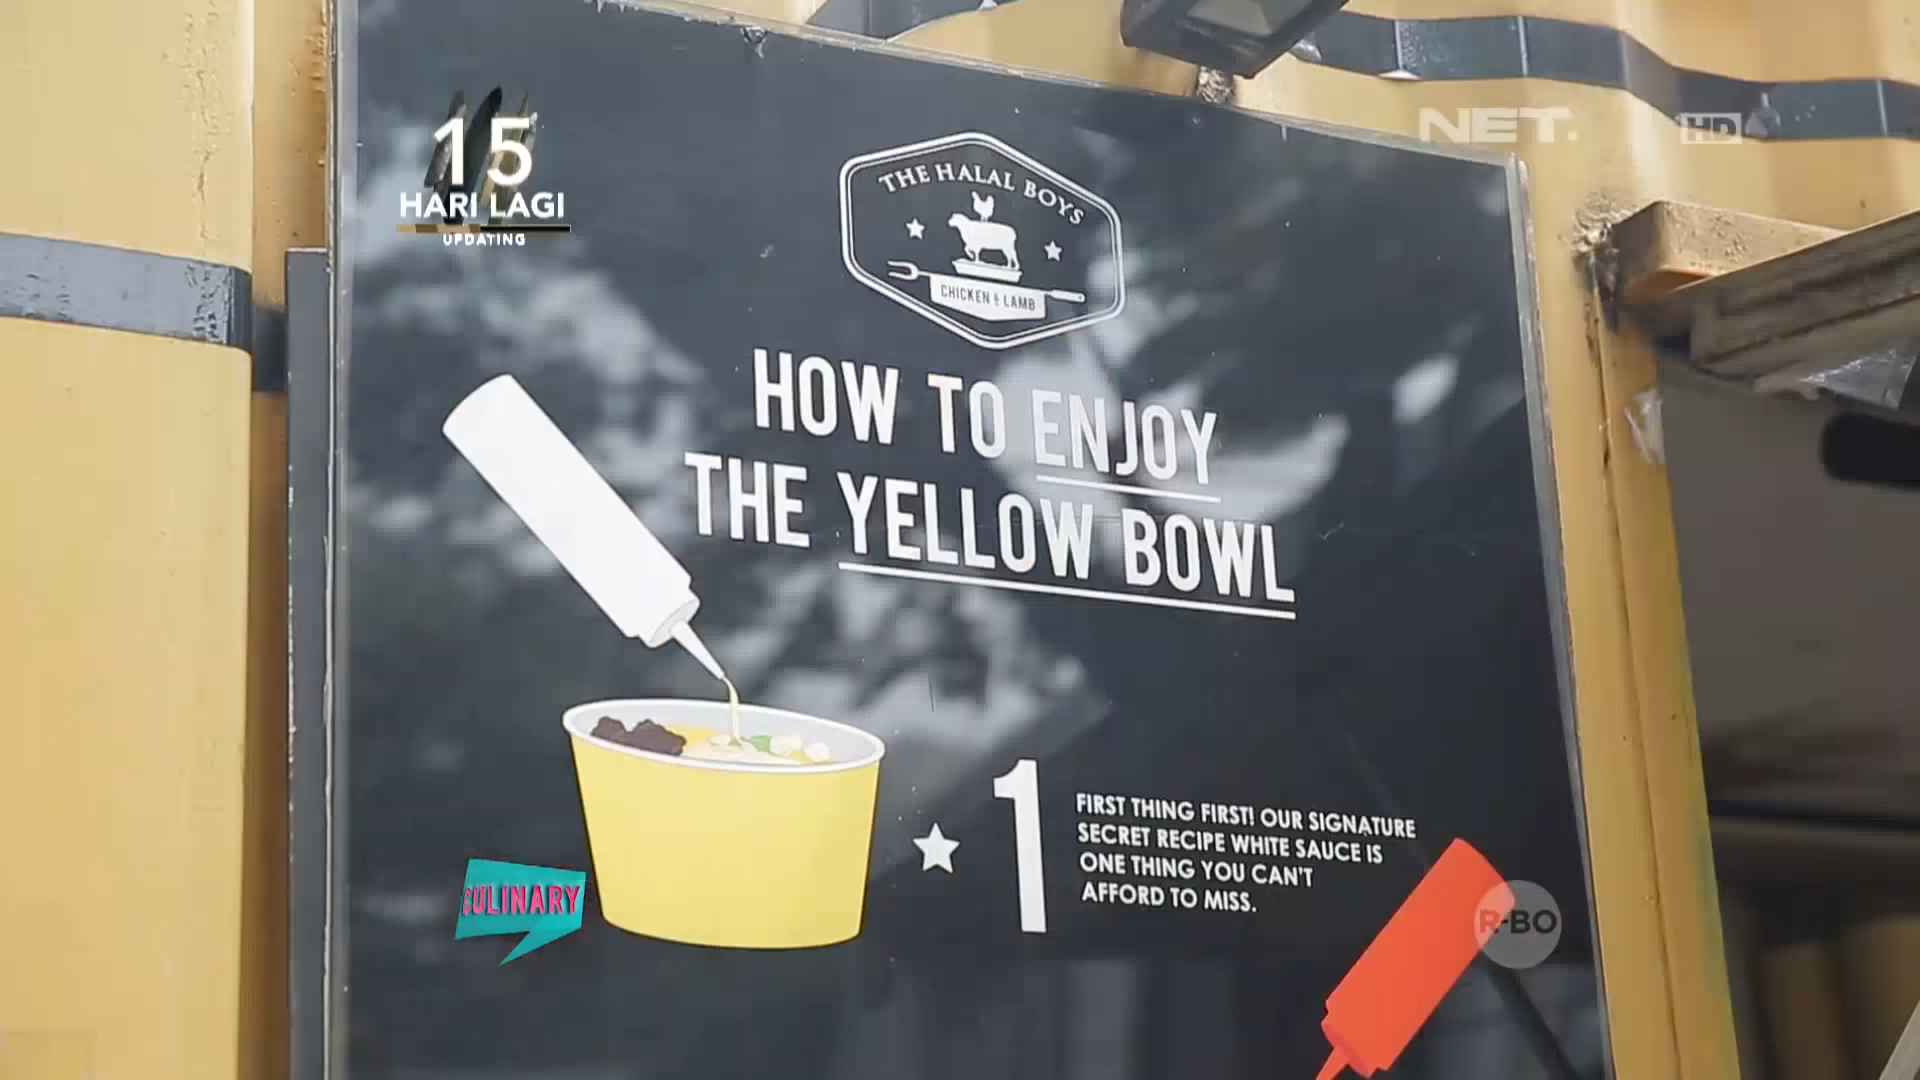 15
HARI LAGI
UPDATING
NET.
HD
THE HALAL BOYS
CHICKEN & LAMB
HOW TO ENJOY
THE YELLOW BOWL
1
FIRST THING FIRST! OUR SIGNATURE
SECRET RECIPE WHITE SAUCE IS
ONE THING YOU CAN'T
AFFORD TO MISS.
CULINARY
R-BO